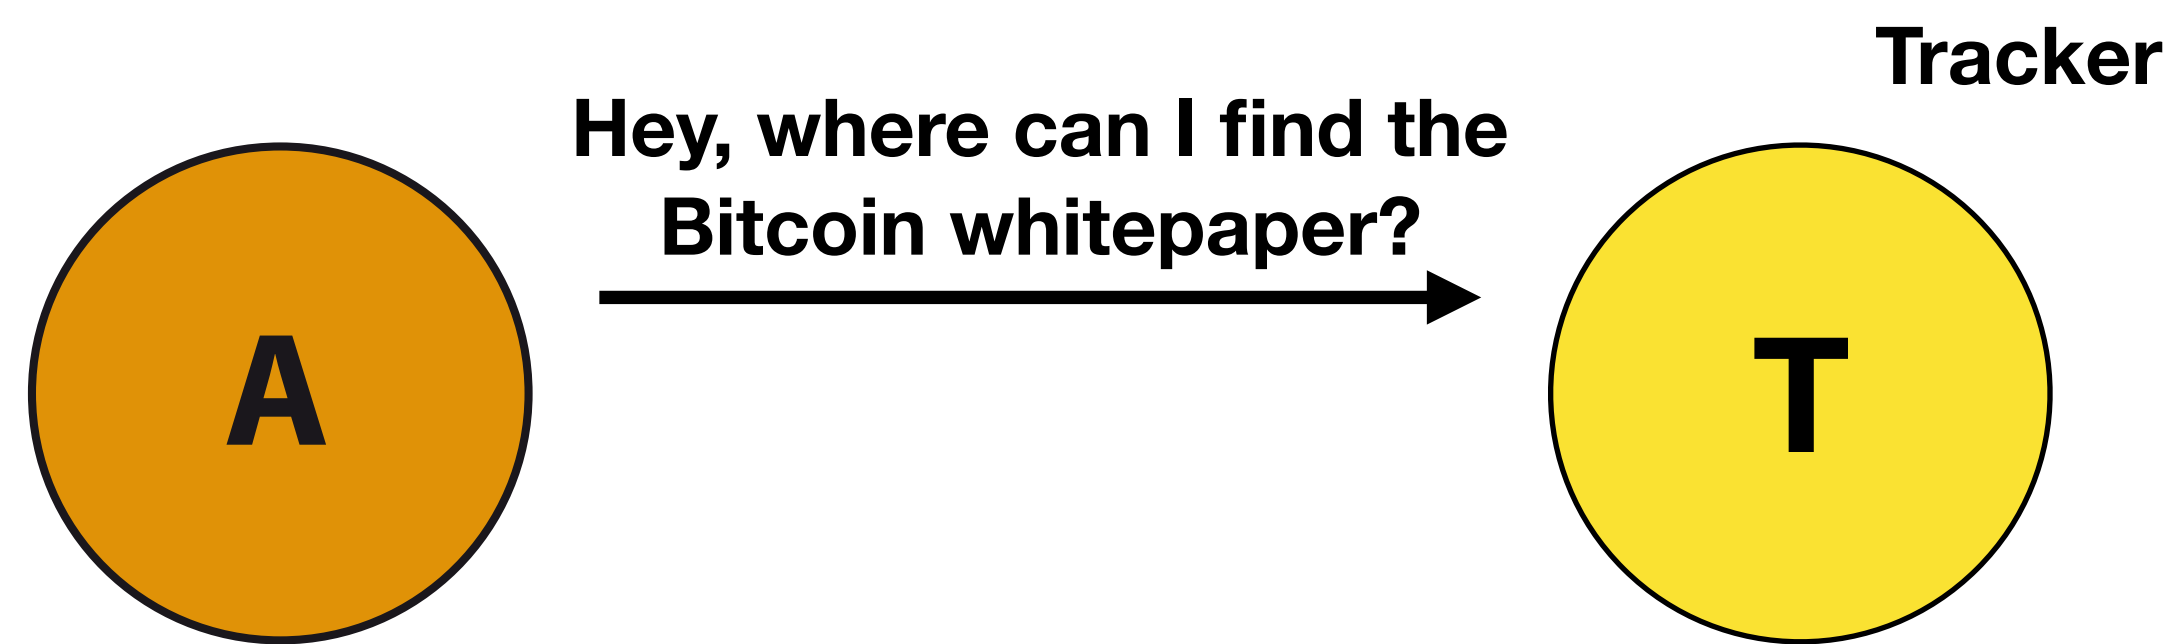 Tracker
Hey, where can I find the
Bitcoin whitepaper?
A
T